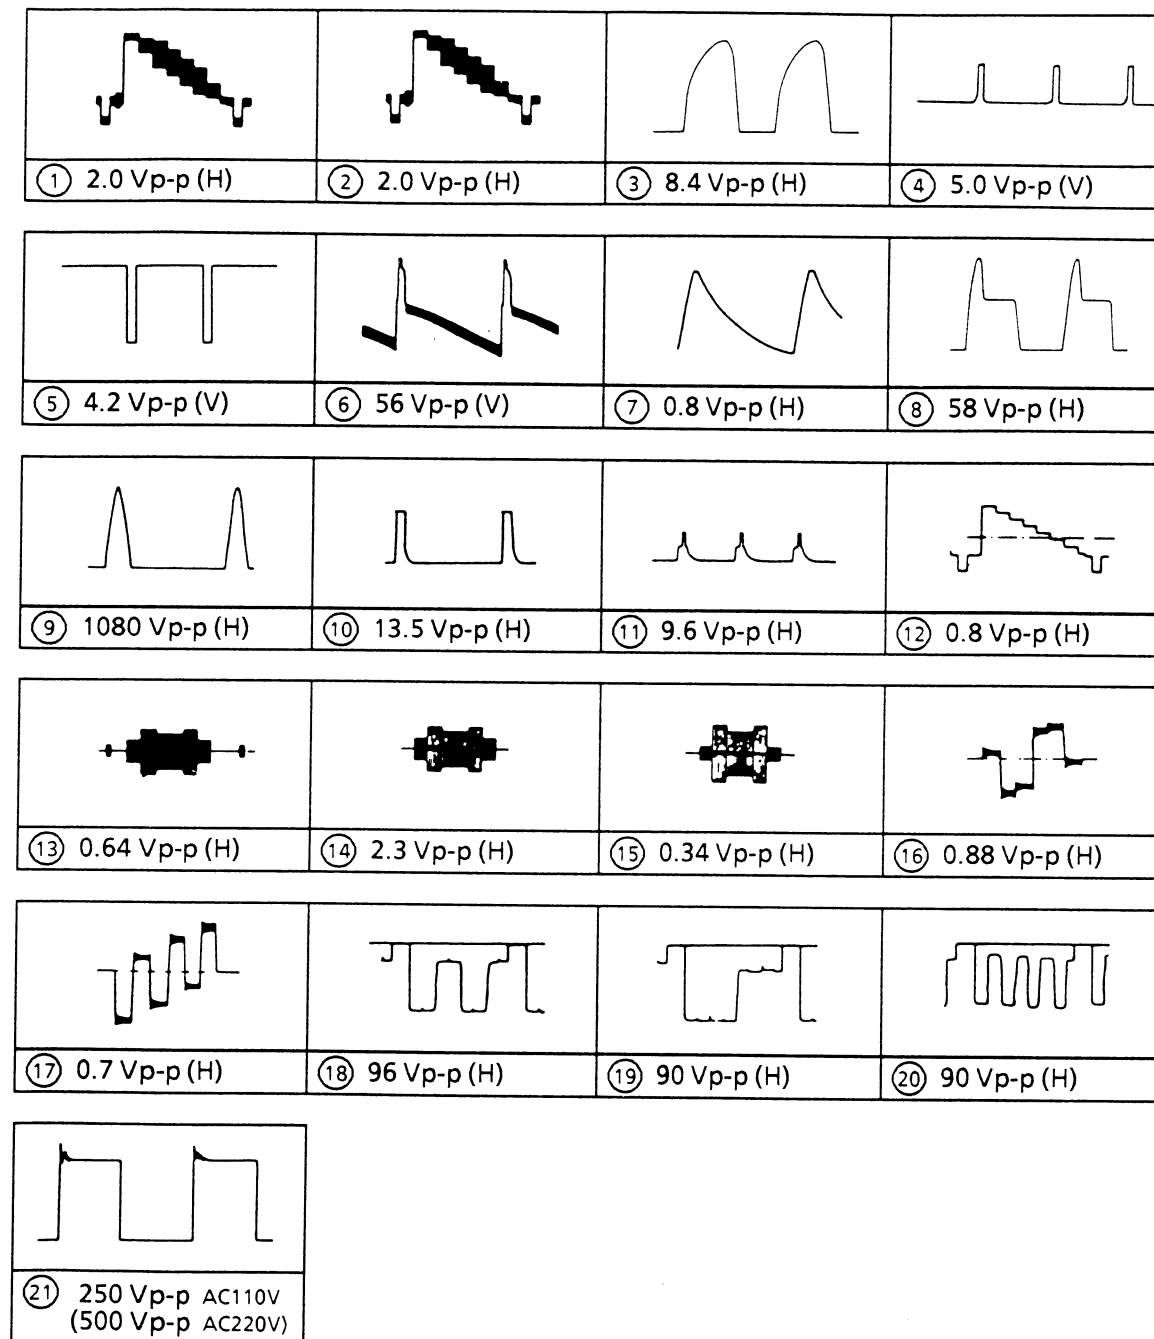 ① 2.0 Vp-p (H)
② 2.0 Vp-p (H)
③ 8.4 Vp-p (H)
④ 5.0 Vp-p (V)
⑤ 4.2 Vp-p (V)
⑥ 56 Vp-p (V)
⑦ 0.8 Vp-p (H)
⑧ 58 Vp-p (H)
⑨ 1080 Vp-p (H)
⑩ 13.5 Vp-p (H)
⑪ 9.6 Vp-p (H)
⑫ 0.8 Vp-p (H)
⑬ 0.64 Vp-p (H)
⑭ 2.3 Vp-p (H)
⑮ 0.34 Vp-p (H)
⑯ 0.88 Vp-p (H)
⑰ 0.7 Vp-p (H)
⑱ 96 Vp-p (H)
⑲ 90 Vp-p (H)
⑳ 90 Vp-p (H)
㉑ 250 Vp-p AC110V
(500 Vp-p AC220V)